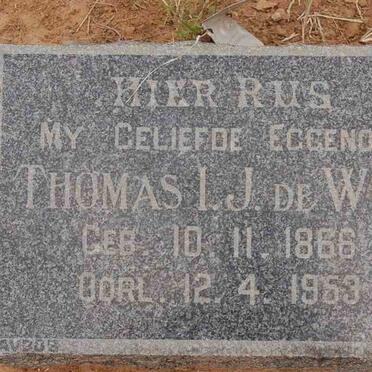 HIER RUS
MY GELIEFDE EGGENO
THOMAS I.J. DE W
GEB. 10. 11. 1866
OORL. 12. 4. 1953